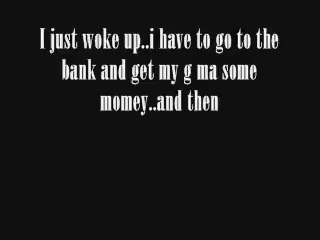 I just woke up..i have to go to the
bank and get my g ma some
momey..and then